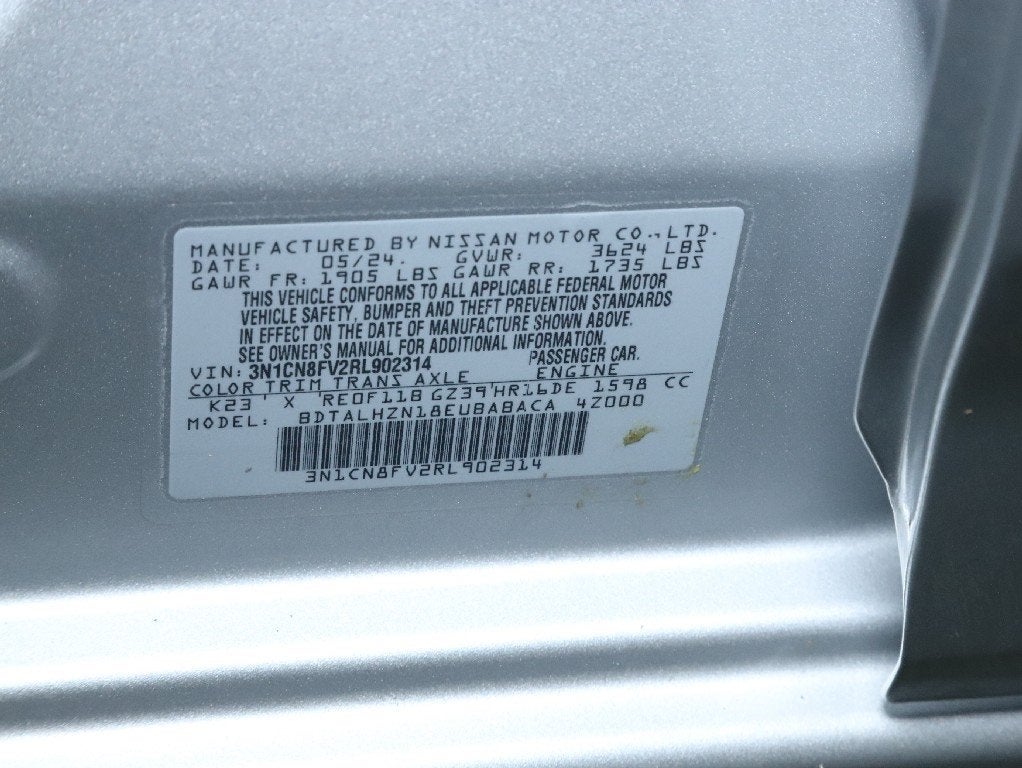 MANUFACTURED BY NISSAN MOTOR CO.,LTD.
DATE: 05/24. GVWR: 3624 LBS
GAWR FR: 1905 LBS GAWR RR: 1735 LBS
THIS VEHICLE CONFORMS TO ALL APPLICABLE FEDERAL MOTOR
VEHICLE SAFETY, BUMPER AND THEFT PREVENTION STANDARDS
IN EFFECT ON THE DATE OF MANUFACTURE SHOWN ABOVE.
SEE OWNER'S MANUAL FOR ADDITIONAL INFORMATION.
VIN: 3N1CN8FV2RL902314 PASSENGER CAR.
COLOR TRIM TRANS AXLE ENGINE
K23 ' X 'RE0F11B GZ39'HR16DE 1598 CC
MODEL: BDTALHZN18EUBABACA 4Z000
3N1CN8FV2RL902314